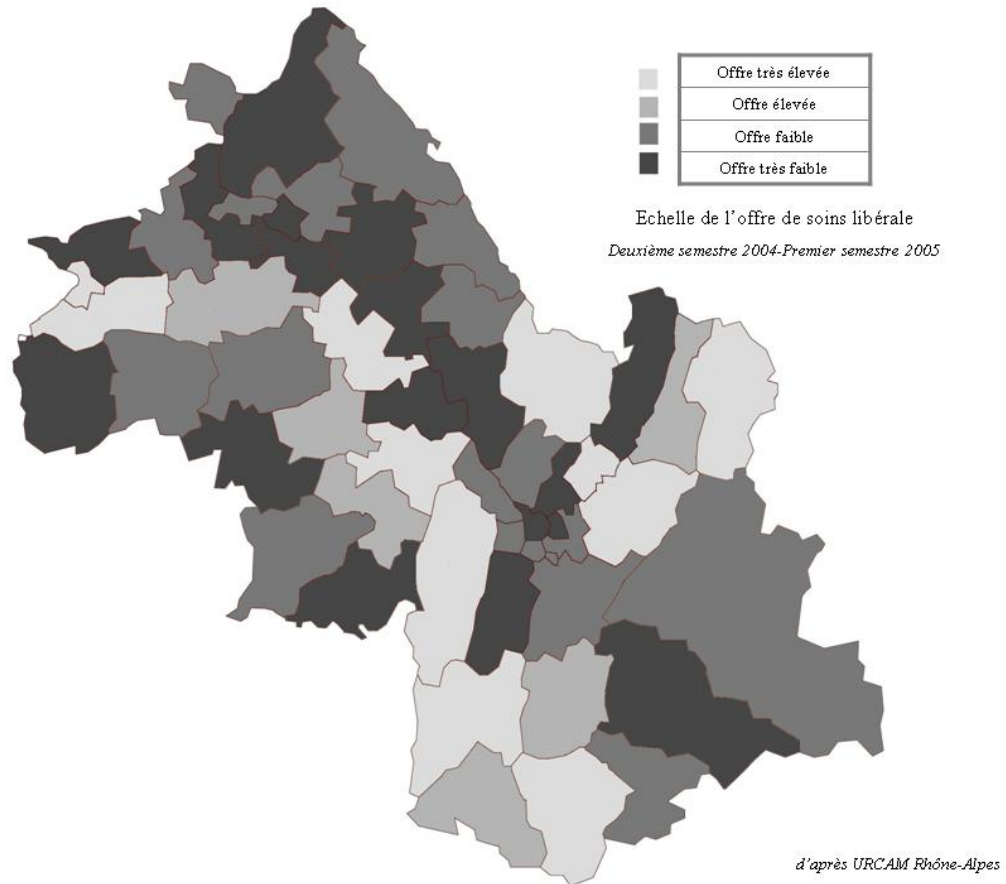 Offre très élevée
Offre élevée
Offre faible
Offre très faible
Echelle de l'offre de soins libérale
Deuxième semestre 2004-Premier semestre 2005
d'après URCAM Rhône-Alpes